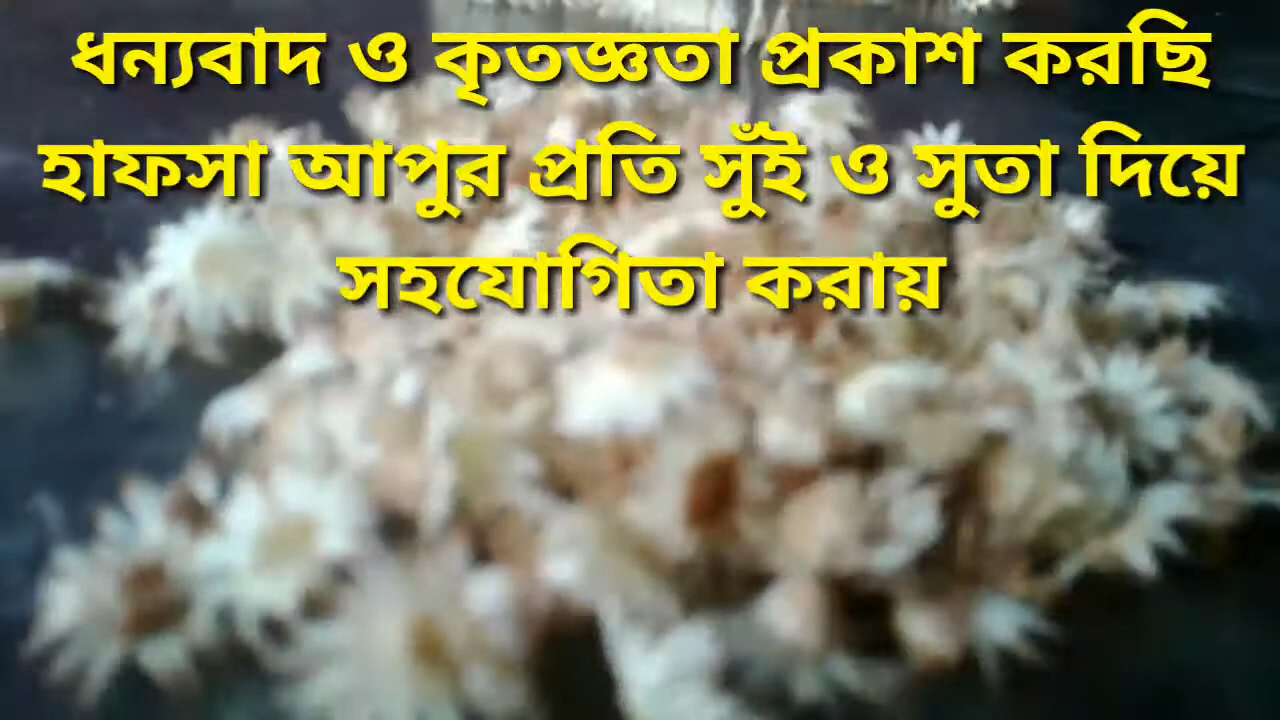 ধন্যবাদ ও কৃতজ্ঞতা প্রকাশ করছি
হাফসা আপুর প্রতি সুঁই ও সুতা দিয়ে
সহযোগিতা করায়